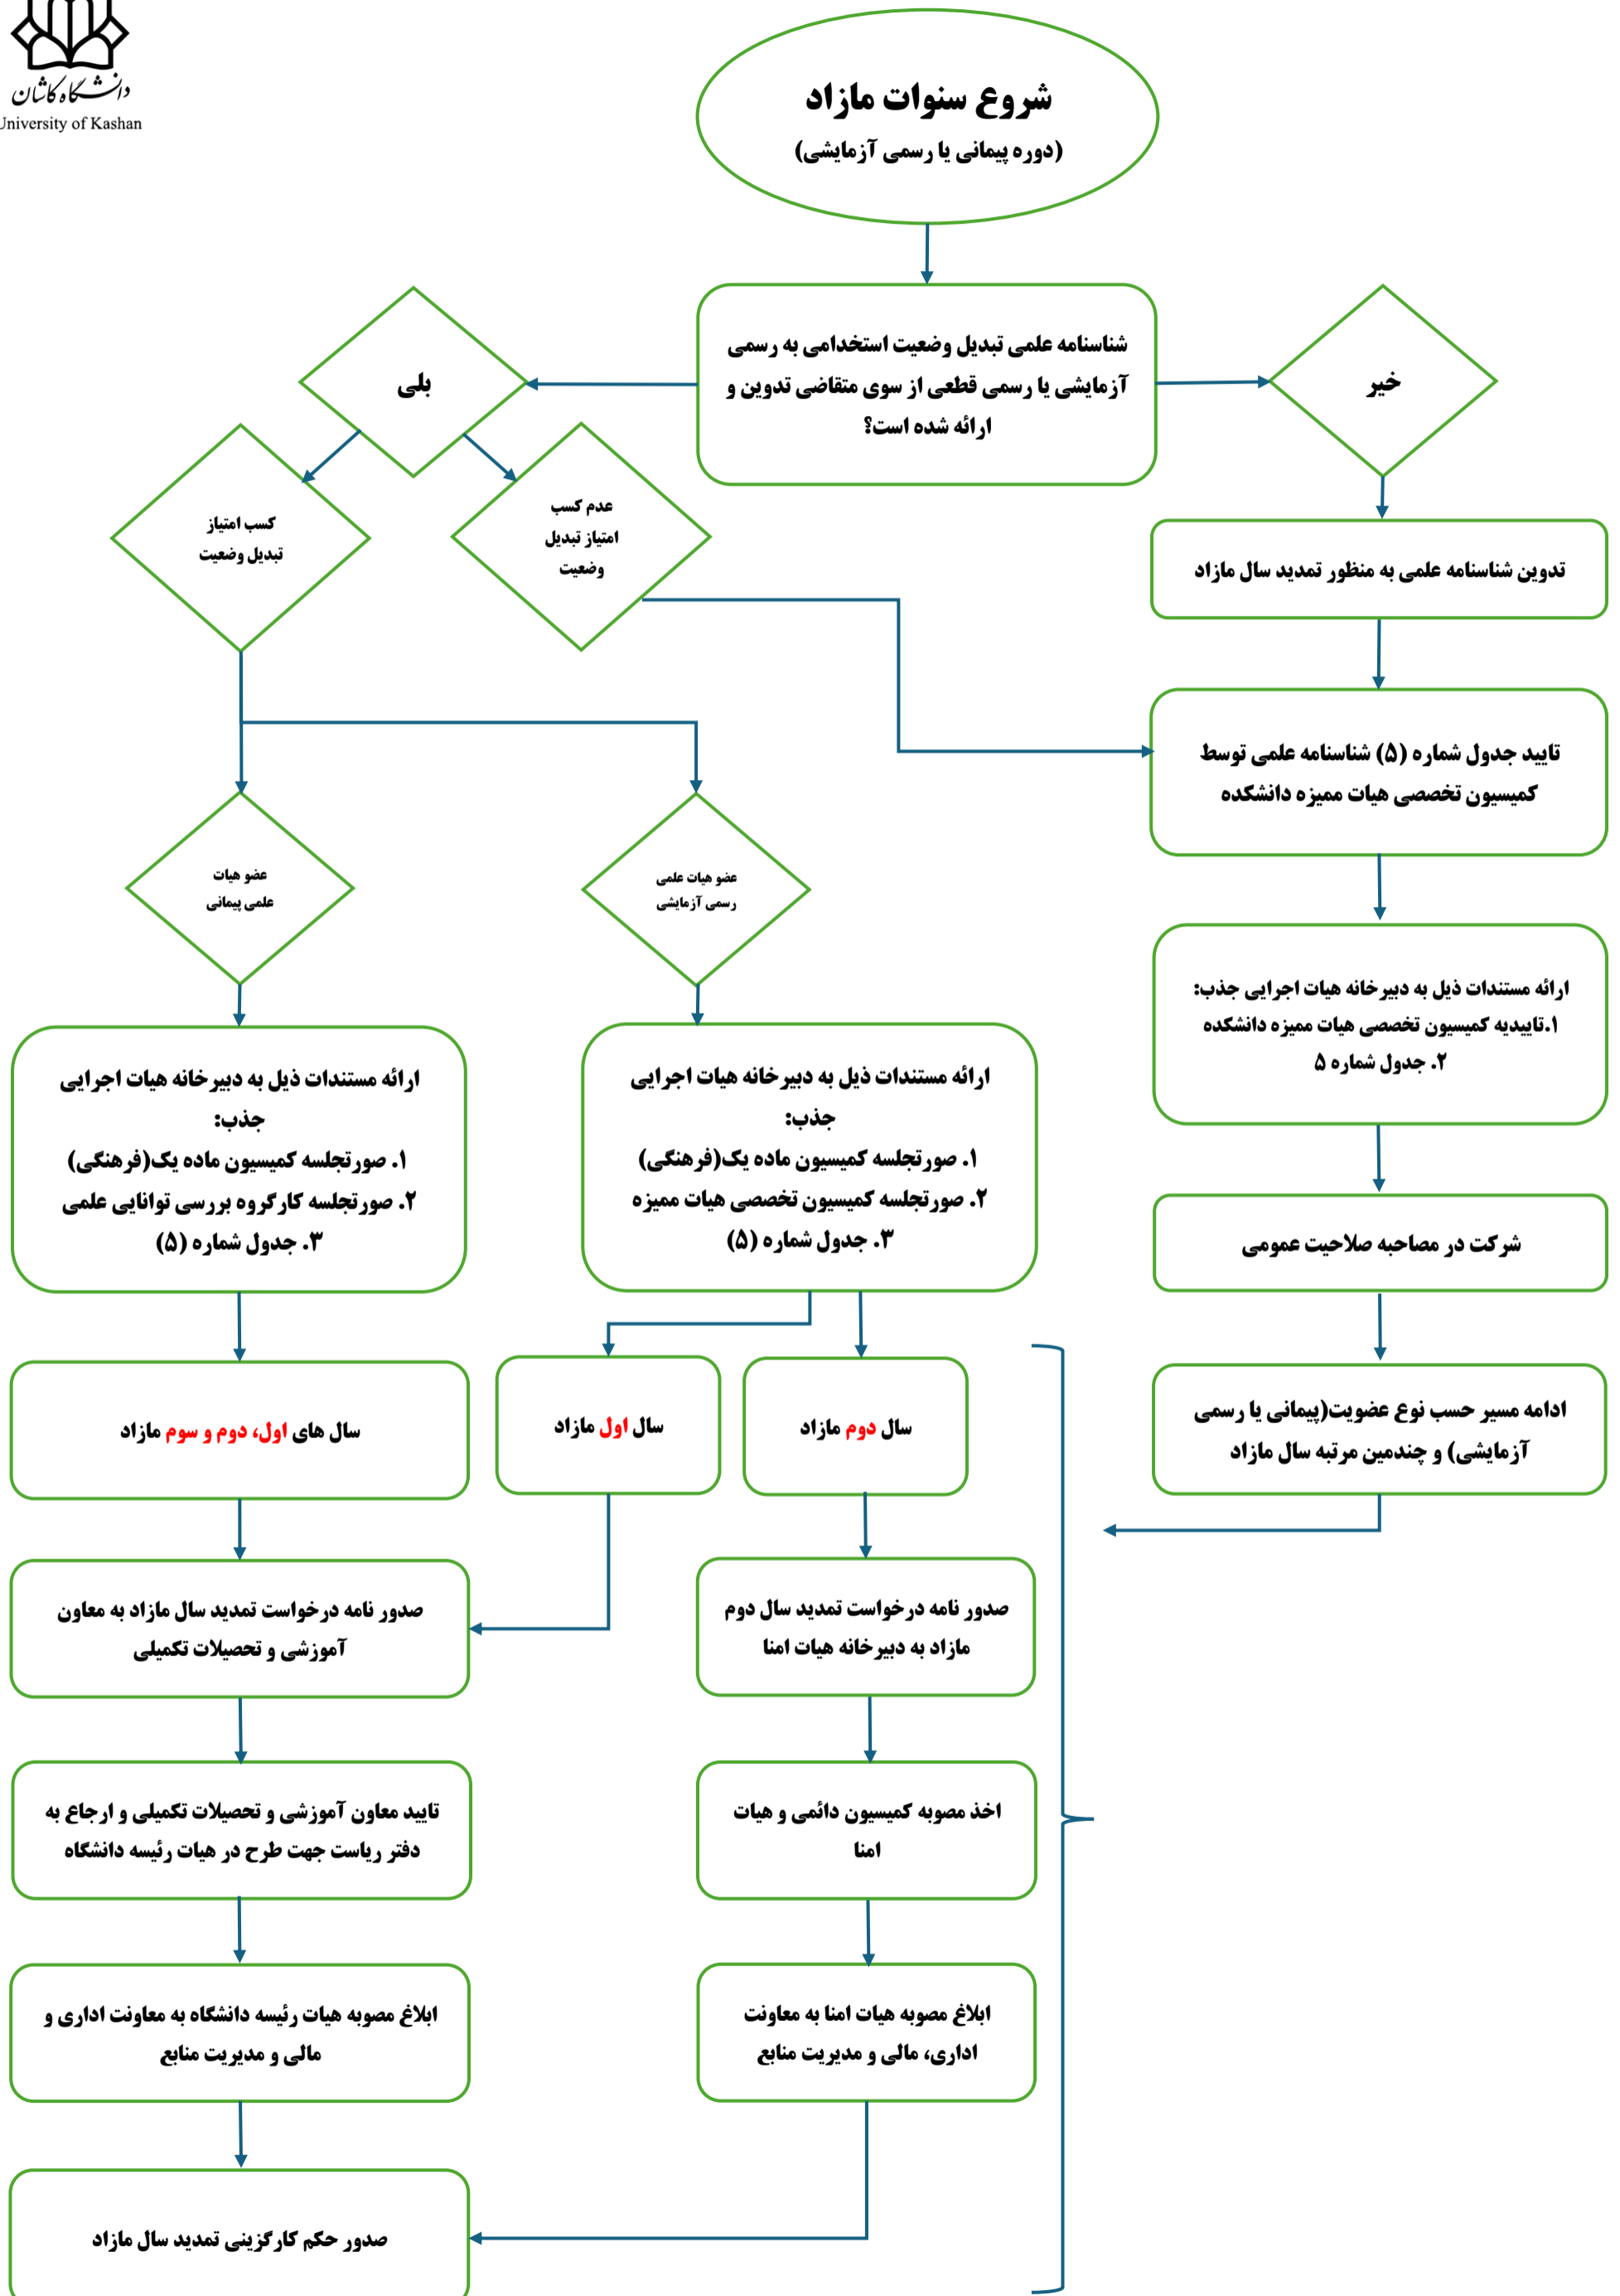 دانشگاه کاشان
University of Kashan
شروع سنوات مازاد
(دوره پیمانی یا رسمی آزمایشی)
شناسنامه علمی تبدیل وضعیت استخدامی به رسمی
آزمایشی یا رسمی قطعی از سوی متقاضی تدوین و
ارائه شده است؟
خیر
بلی
تدوین شناسنامه علمی به منظور تمدید سال مازاد
عدم کسب
امتیاز تبدیل
وضعیت
کسب امتیاز
تبدیل وضعیت
تایید جدول شماره (۵) شناسنامه علمی توسط
کمیسیون تخصصی هیات ممیزه دانشکده
عضو هیات علمی
رسمی آزمایشی
عضو هیات
علمی پیمانی
ارائه مستندات ذیل به دبیرخانه هیات اجرایی جذب:
۱.تاییدیه کمیسیون تخصصی هیات ممیزه دانشکده
۲. جدول شماره ۵
ارائه مستندات ذیل به دبیرخانه هیات اجرایی
جذب:
۱. صورتجلسه کمیسیون ماده یک(فرهنگی)
۲. صورتجلسه کمیسیون تخصصی هیات ممیزه
۳. جدول شماره (۵)
ارائه مستندات ذیل به دبیرخانه هیات اجرایی
جذب:
۱. صورتجلسه کمیسیون ماده یک(فرهنگی)
۲. صورتجلسه کارگروه بررسی توانایی علمی
۳. جدول شماره (۵)
شرکت در مصاحبه صلاحیت عمومی
ادامه مسیر حسب نوع عضویت(پیمانی یا رسمی
آزمایشی) و چندمین مرتبه سال مازاد
سال دوم مازاد
سال اول مازاد
سال های اول، دوم و سوم مازاد
صدور نامه درخواست تمدید سال دوم
مازاد به دبیرخانه هیات امنا
صدور نامه درخواست تمدید سال مازاد به معاون
آموزشی و تحصیلات تکمیلی
اخذ مصوبه کمیسیون دائمی و هیات
امنا
تایید معاون آموزشی و تحصیلات تکمیلی و ارجاع به
دفتر ریاست جهت طرح در هیات رئیسه دانشگاه
ابلاغ مصوبه هیات امنا به معاونت
اداری، مالی و مدیریت منابع
ابلاغ مصوبه هیات رئیسه دانشگاه به معاونت اداری و
مالی و مدیریت منابع
صدور حکم کارگزینی تمدید سال مازاد